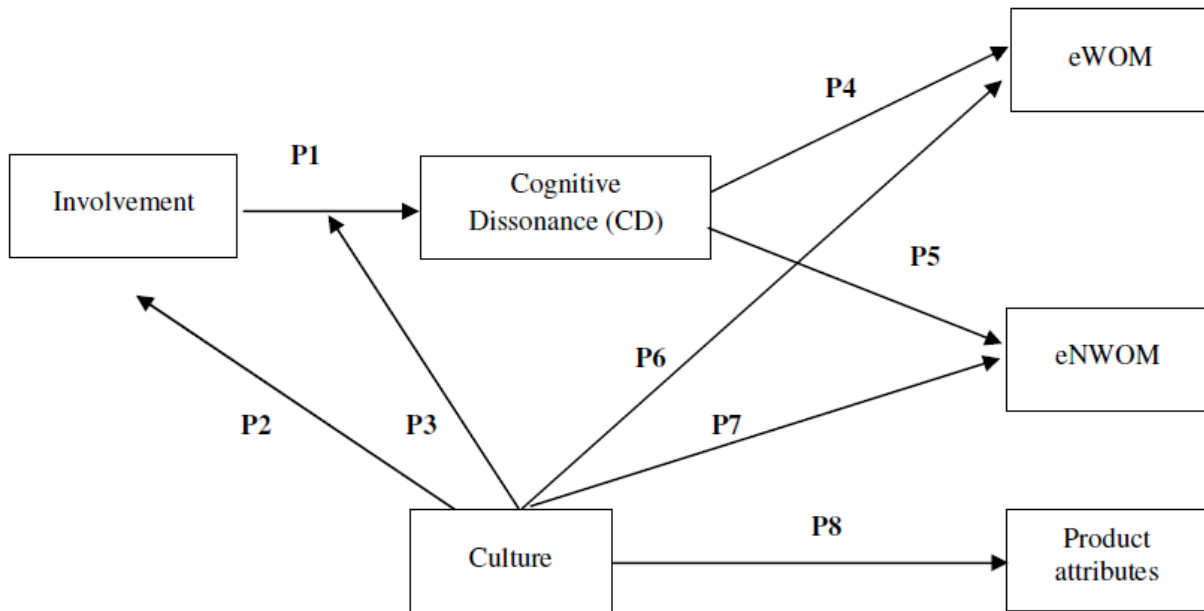 eWOM
P4
P1
Involvement
Cognitive
Dissonance (CD)
P5
eNWOM
P6
P2
P3
P7
P8
Culture
Product
attributes